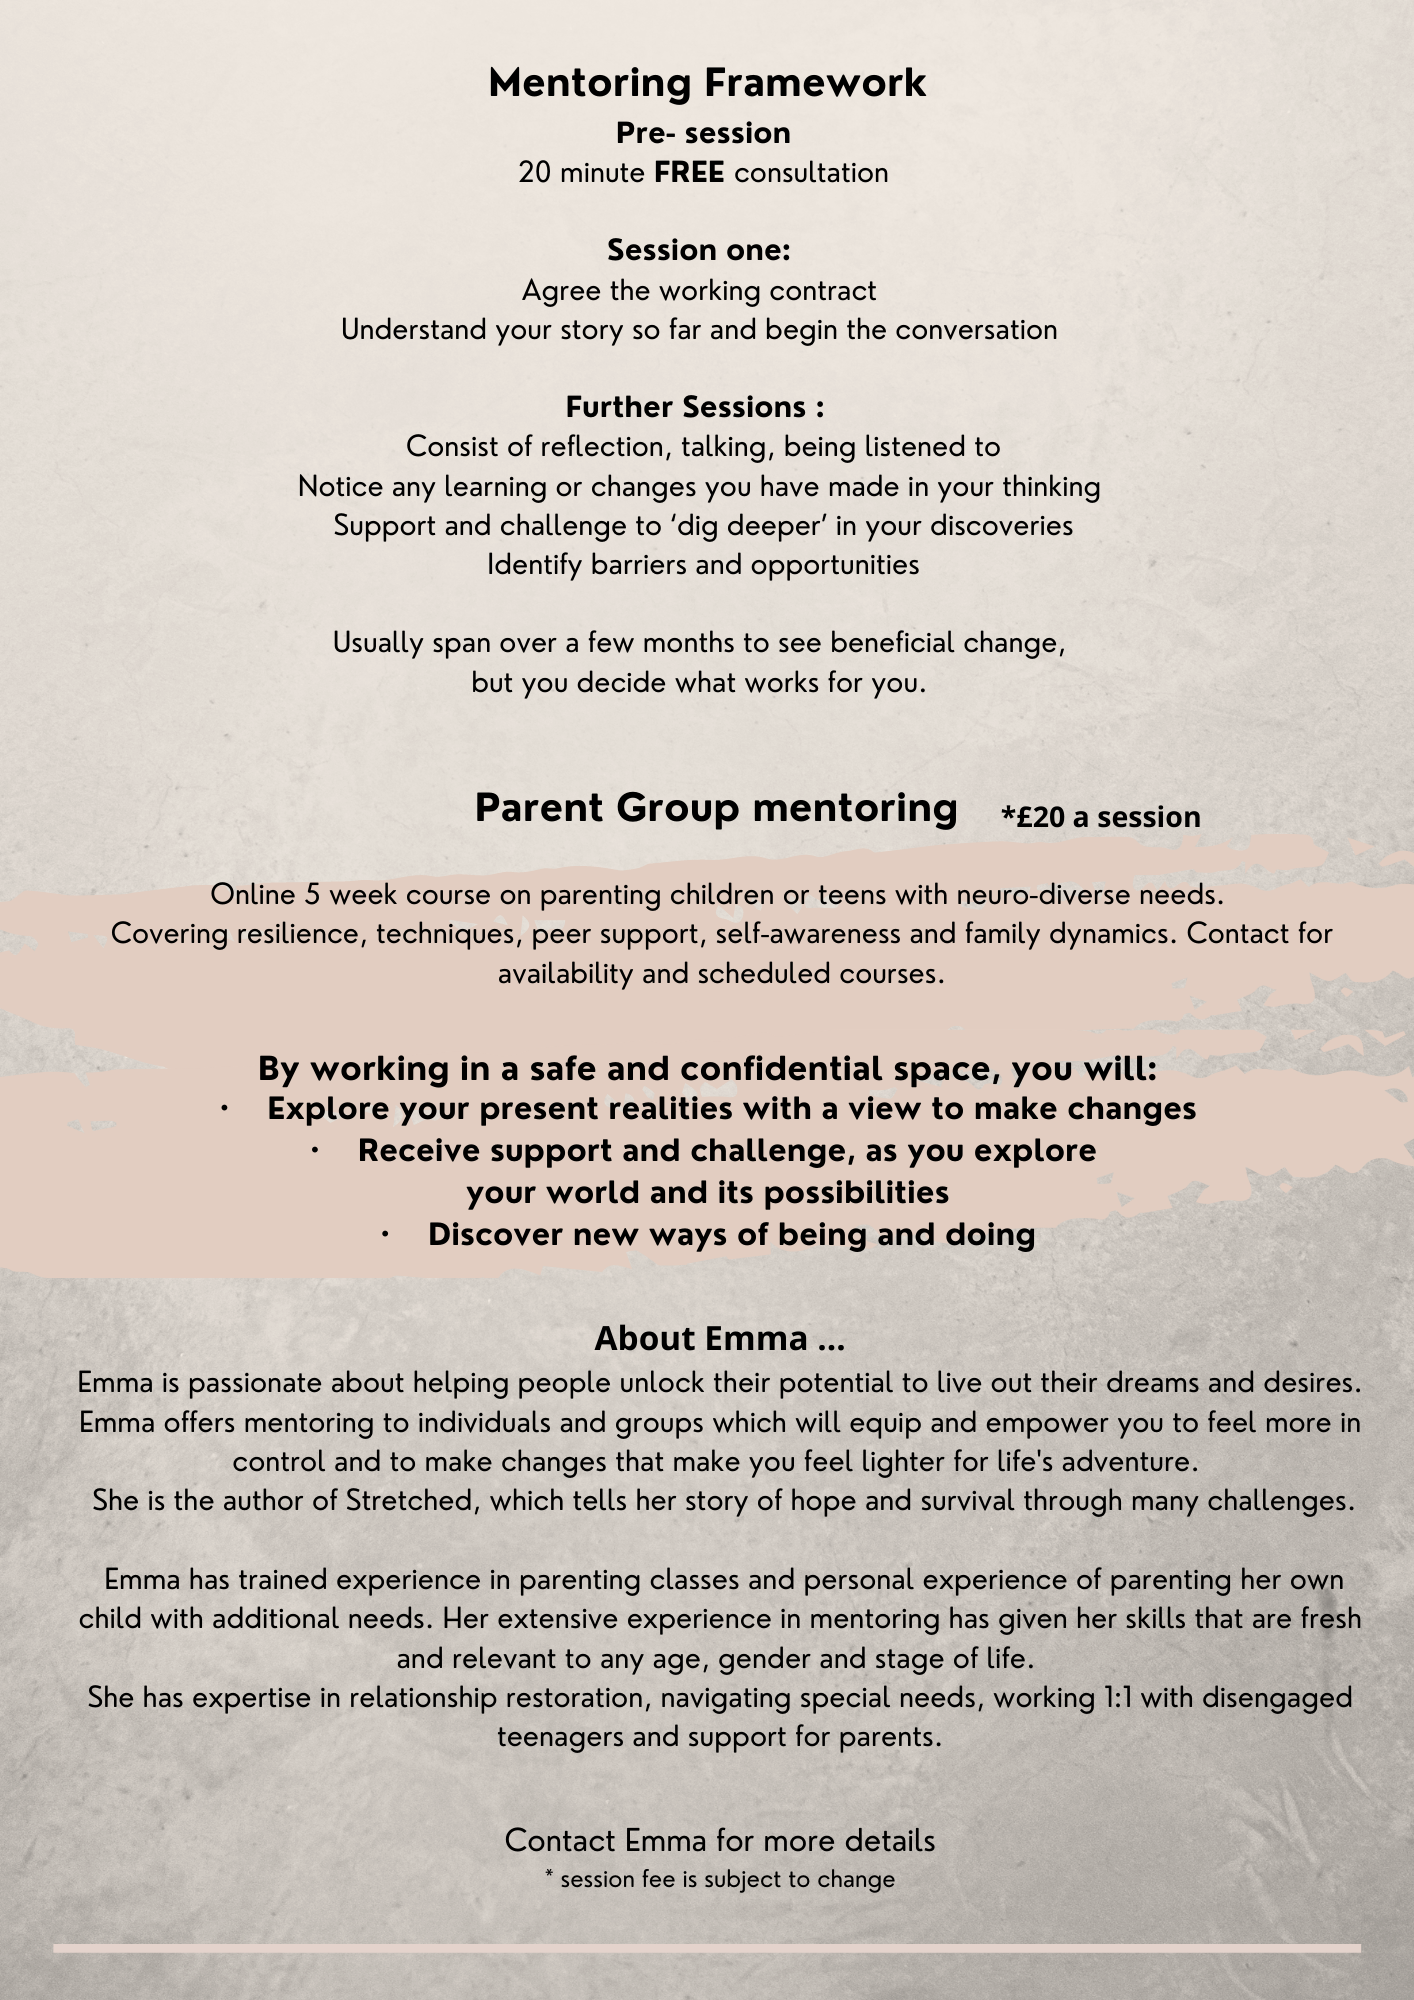 Mentoring Framework
Pre- session
20 minute FREE consultation
Session one:
Agree the working contract
Understand your story so far and begin the conversation
Further Sessions :
Consist of reflection, talking, being listened to
Notice any learning or changes you have made in your thinking
Support and challenge to ‘dig deeper’ in your discoveries
Identify barriers and opportunities
Usually span over a few months to see beneficial change,
but you decide what works for you.
Parent Group mentoring *£20 a session
Online 5 week course on parenting children or teens with neuro-diverse needs.
Covering resilience, techniques, peer support, self-awareness and family dynamics. Contact for
availability and scheduled courses.
By working in a safe and confidential space, you will:
· Explore your present realities with a view to make changes
· Receive support and challenge, as you explore
your world and its possibilities
· Discover new ways of being and doing
About Emma ...
Emma is passionate about helping people unlock their potential to live out their dreams and desires.
Emma offers mentoring to individuals and groups which will equip and empower you to feel more in
control and to make changes that make you feel lighter for life's adventure.
She is the author of Stretched, which tells her story of hope and survival through many challenges.
Emma has trained experience in parenting classes and personal experience of parenting her own
child with additional needs. Her extensive experience in mentoring has given her skills that are fresh
and relevant to any age, gender and stage of life.
She has expertise in relationship restoration, navigating special needs, working 1:1 with disengaged
teenagers and support for parents.
Contact Emma for more details
* session fee is subject to change